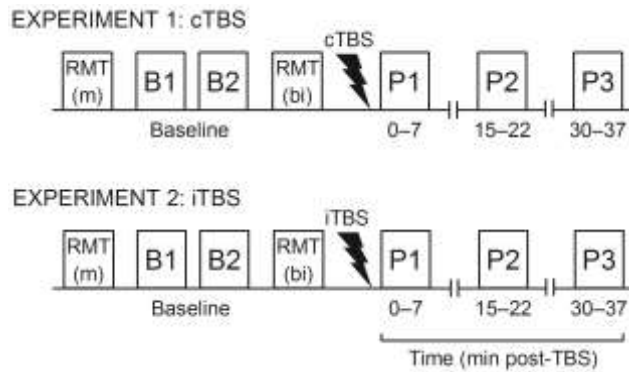 EXPERIMENT 1: cTBS
cTBS
RMT (m) B1 B2 RMT (bi) P1 P2 P3
Baseline 0–7 15–22 30–37
EXPERIMENT 2: iTBS
iTBS
RMT (m) B1 B2 RMT (bi) P1 P2 P3
Baseline 0–7 15–22 30–37
Time (min post-TBS)